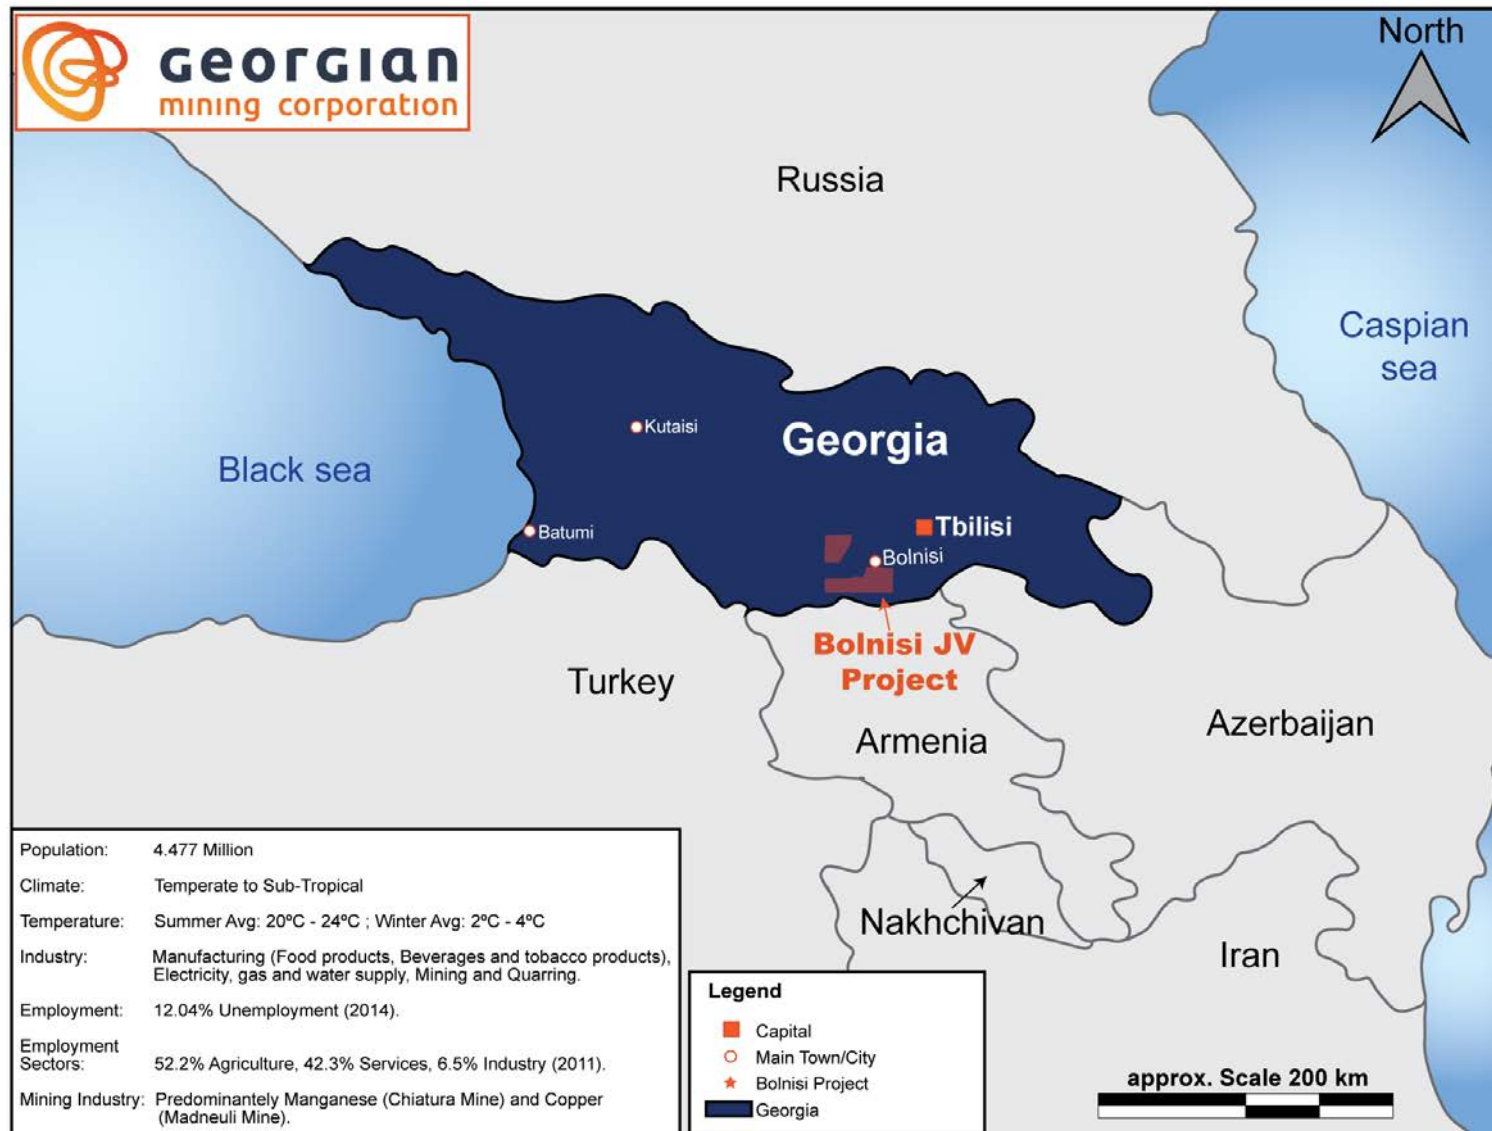 GEORGIAN
mining corporation
North
Russia
Caspian
sea
Georgia
Kutaisi
Black sea
Tbilisi
Batumi
Bolnisi
Bolnisi JV
Project
Turkey
Armenia
Azerbaijan
Nakhchivan
Iran
Population: 4.477 Million
Climate: Temperate to Sub-Tropical
Temperature: Summer Avg: 20ºC - 24ºC ; Winter Avg: 2ºC - 4ºC
Industry: Manufacturing (Food products, Beverages and tobacco products),
Electricity, gas and water supply, Mining and Quarring.
Employment: 12.04% Unemployment (2014).
Employment
Sectors: 52.2% Agriculture, 42.3% Services, 6.5% Industry (2011).
Mining Industry: Predominantely Manganese (Chiatura Mine) and Copper
(Madneuli Mine).
Legend
Capital
Main Town/City
Bolnisi Project
Georgia
approx. Scale 200 km